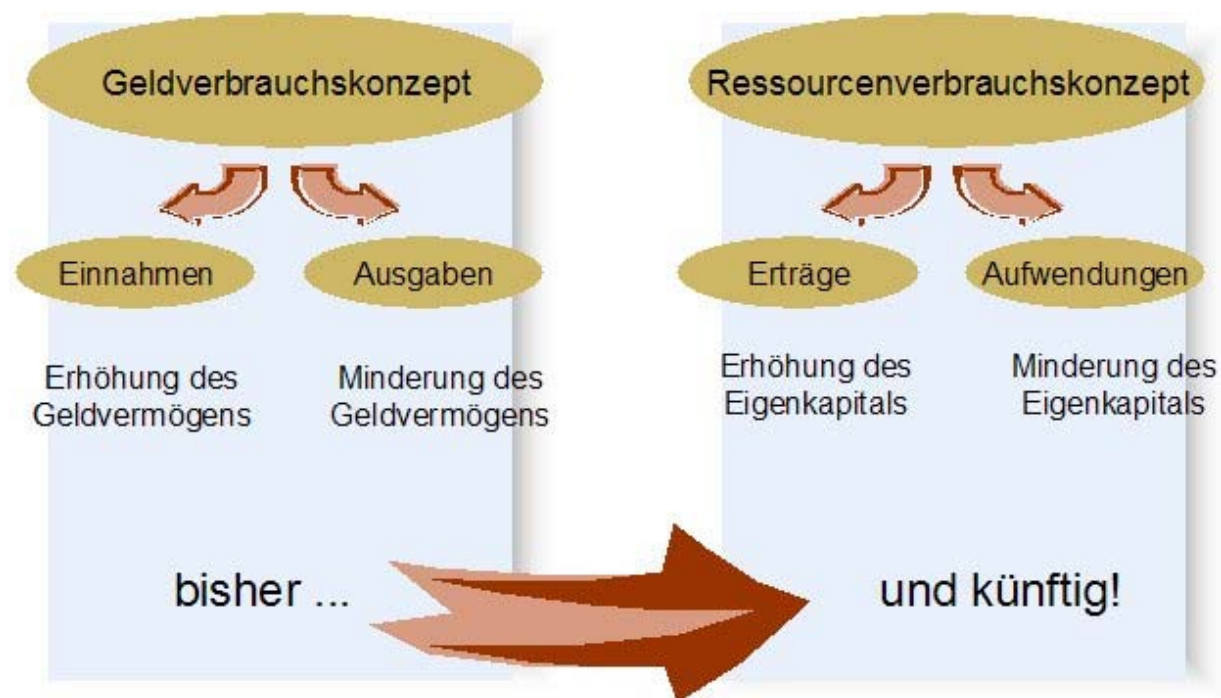 Geldverbrauchskonzept
Einnahmen
Ausgaben
Erhöhung des
Geldvermögens
Minderung des
Geldvermögens
bisher ...
Ressourcenverbrauchskonzept
Erträge
Aufwendungen
Erhöhung des
Eigenkapitals
Minderung des
Eigenkapitals
und künftig!